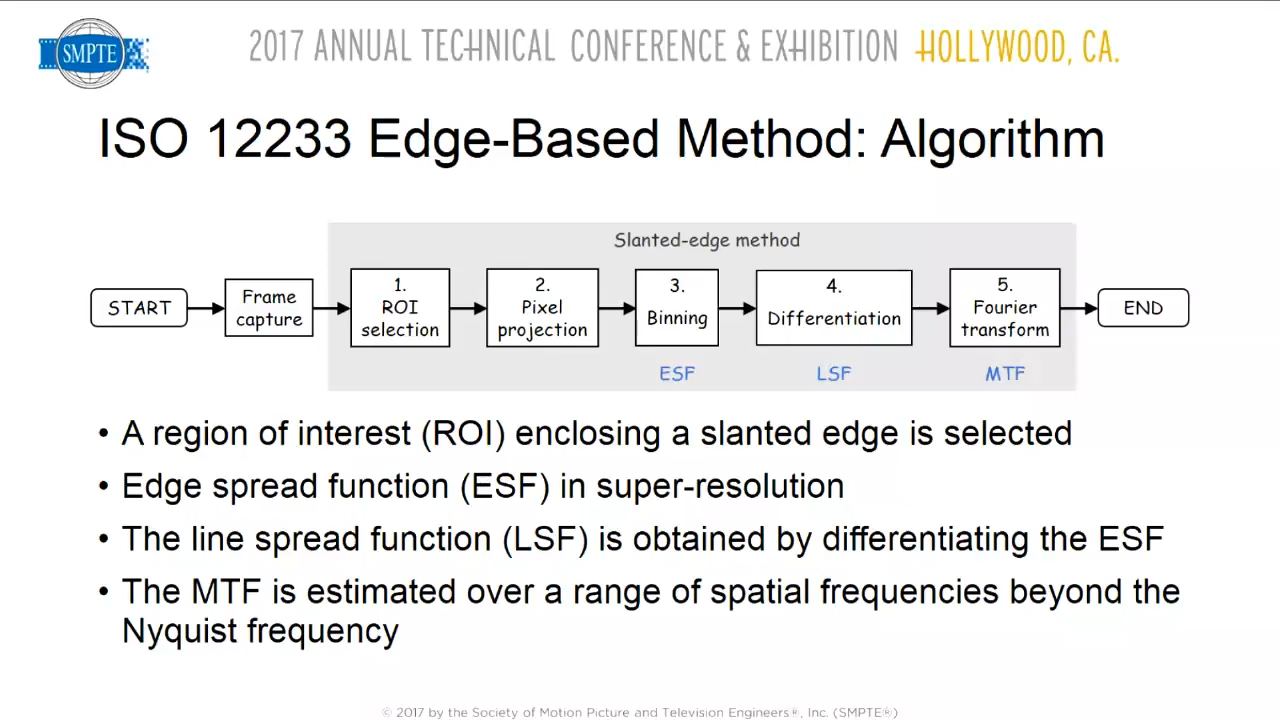 SMPTE
2017 ANNUAL TECHNICAL CONFERENCE & EXHIBITION HOLLYWOOD, CA.
ISO 12233 Edge-Based Method: Algorithm
Slanted-edge method
START
Frame
capture
1.
ROI
selection
2.
Pixel
projection
3.
Binning
4.
Differentiation
5.
Fourier
transform
END
ESF
LSF
MTF
• A region of interest (ROI) enclosing a slanted edge is selected
• Edge spread function (ESF) in super-resolution
• The line spread function (LSF) is obtained by differentiating the ESF
• The MTF is estimated over a range of spatial frequencies beyond the
Nyquist frequency
© 2017 by the Society of Motion Picture and Television Engineers®, Inc. (SMPTE®)